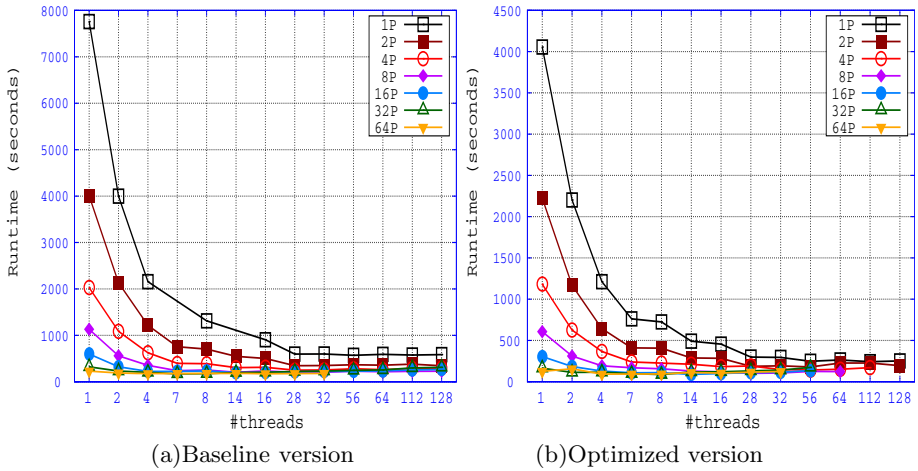 8000
7000
6000
5000
4000
3000
2000
1000
0
1 2 4 7 8 14 16 28 32 56 64 112 128
Runtime (seconds)
#threads
1P
2P
4P
8P
16P
32P
64P
(a)Baseline version
4500
4000
3500
3000
2500
2000
1500
1000
500
0
1 2 4 7 8 14 16 28 32 56 64 112 128
Runtime (seconds)
#threads
1P
2P
4P
8P
16P
32P
64P
(b)Optimized version